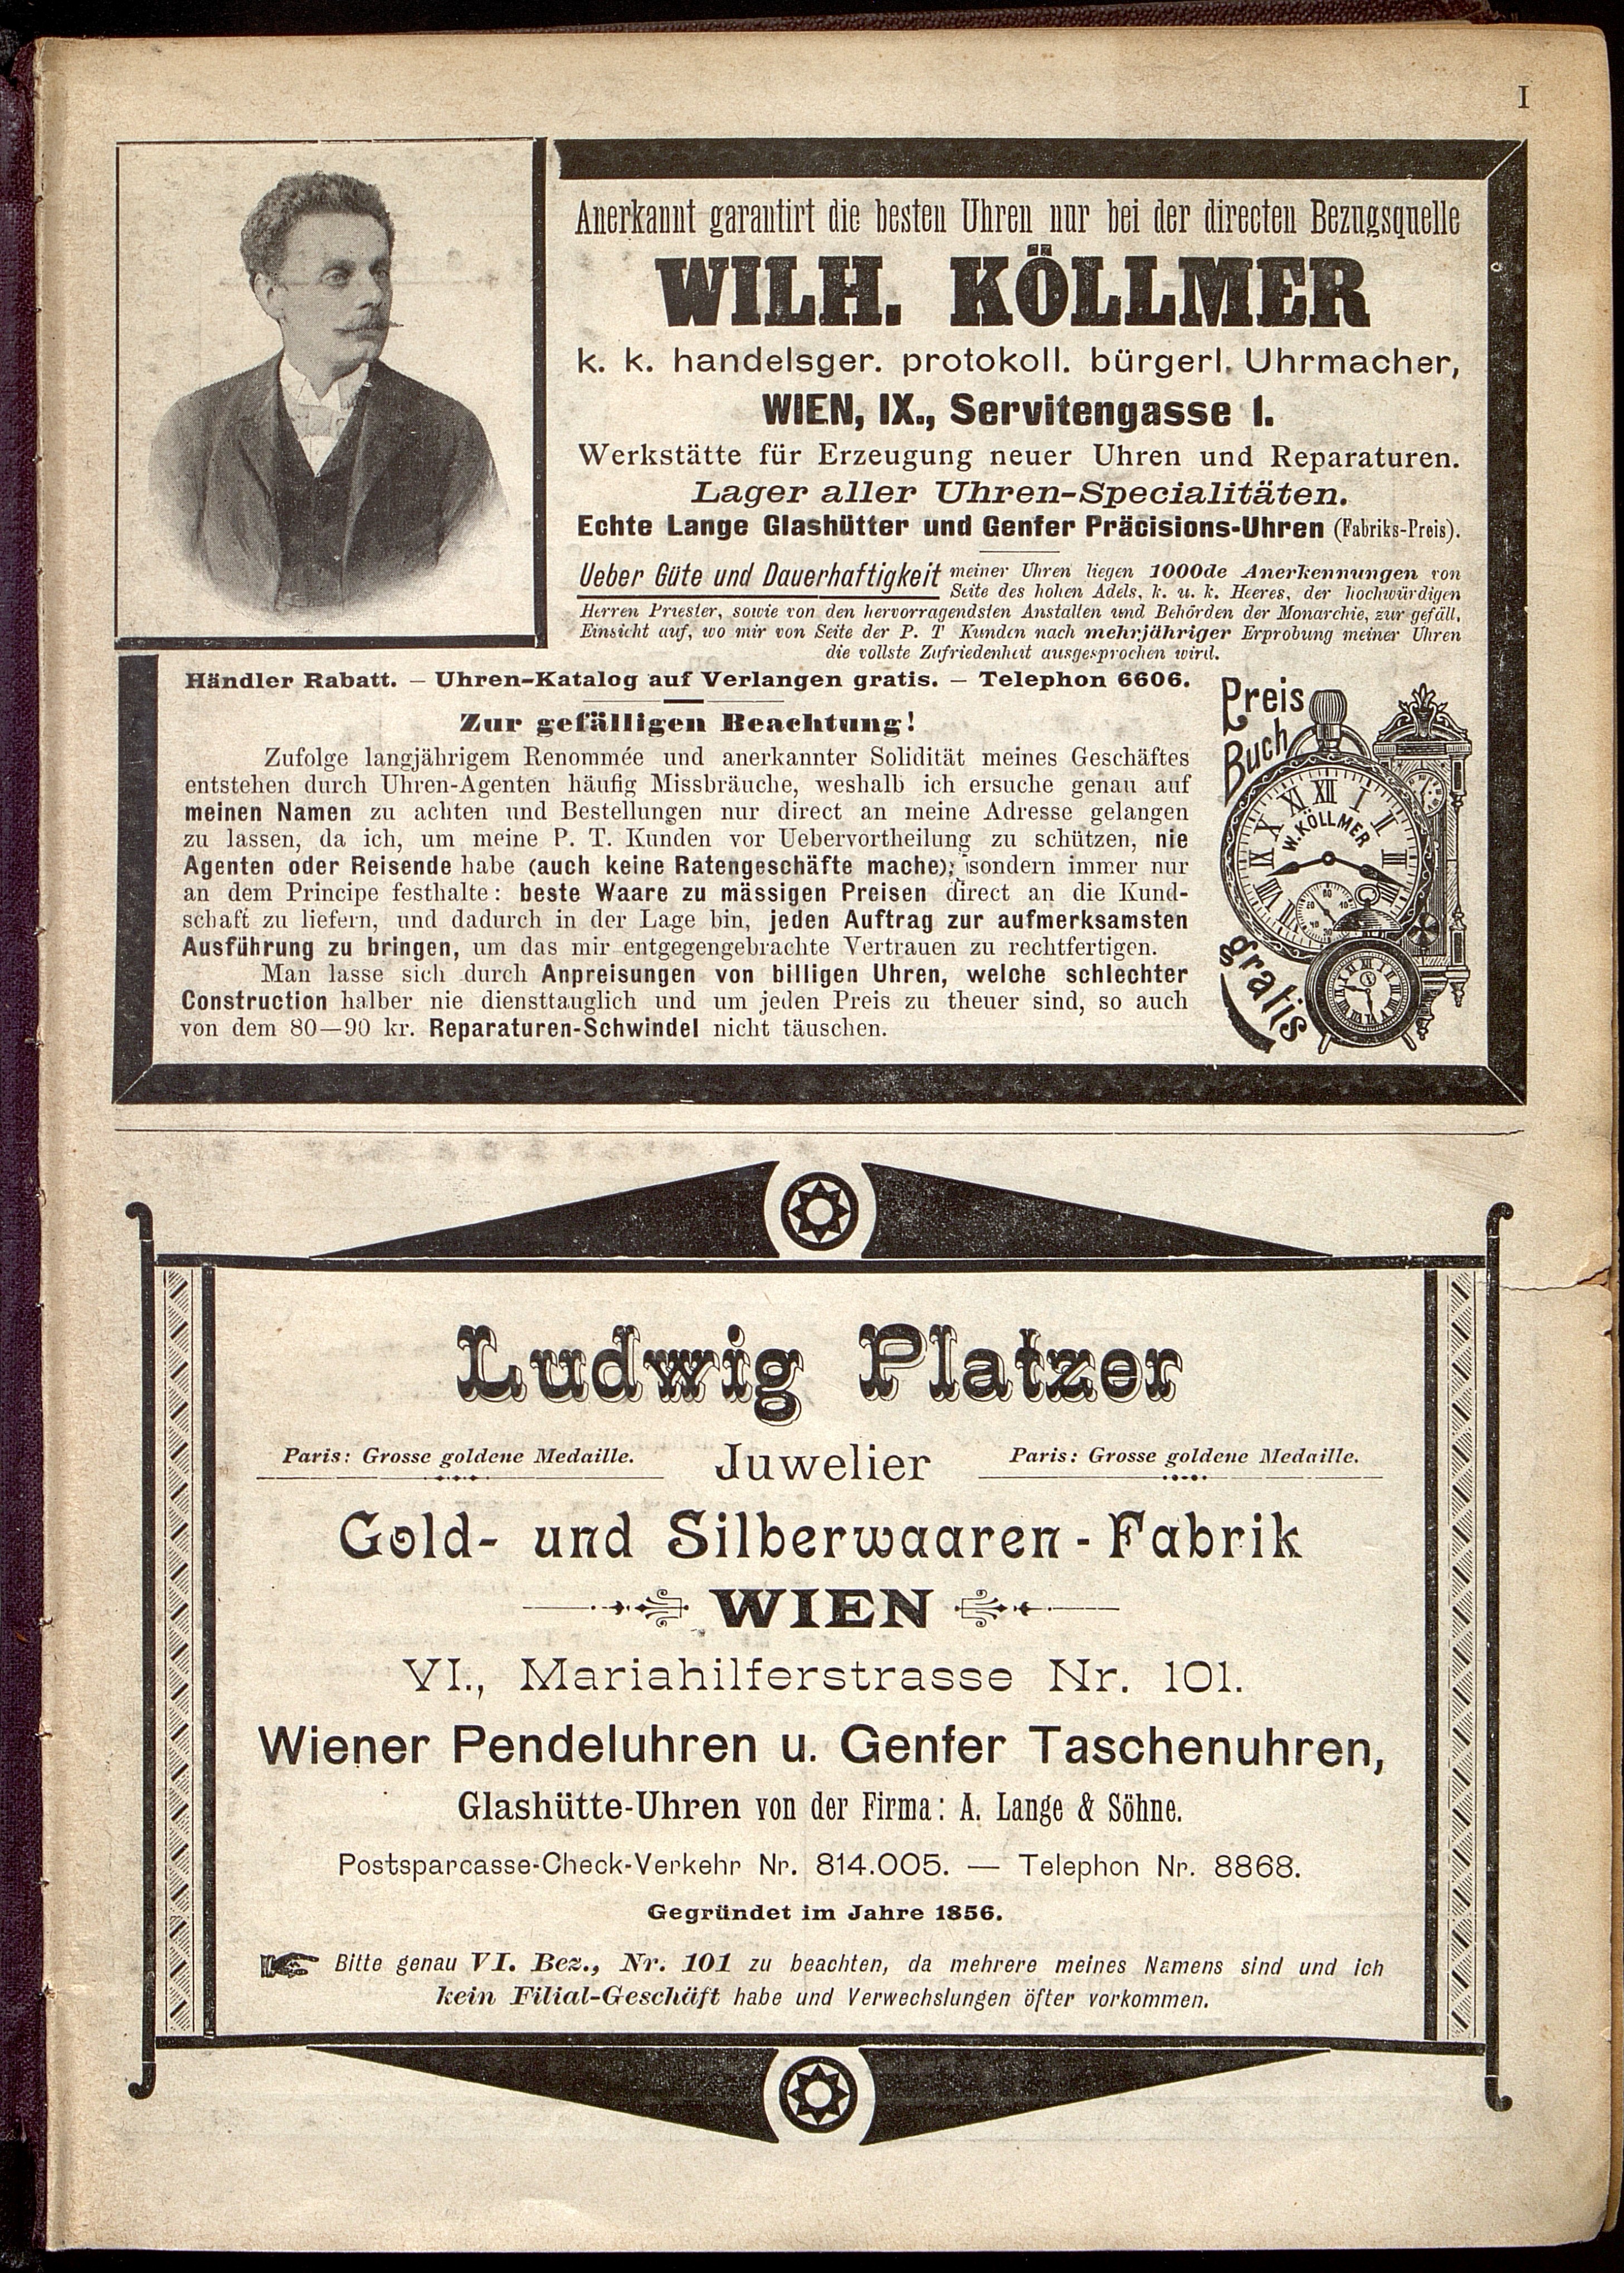 I
Anerkannt garantirt die besten Uhren nur bei der directen Bezugsquelle
WILH. KÖLLMER
k. k. handelsger. protokoll. bürgerl. Uhrmacher,
WIEN, IX., Servitengasse 1.
Werkstätte für Erzeugung neuer Uhren und Reparaturen.
Lager aller Uhren-Specialitäten.
Echte Lange Glashütter und Genfer Präcisions-Uhren (Fabriks-Preis).
Ueber Güte und Dauerhaftigkeit meiner Uhren liegen 1000de Anerkennungen von
Seite des hohen Adels, k. u. k. Heeres, der hochwürdigen
Herren Priester, sowie von den hervorragendsten Anstalten und Behörden der Monarchie, zur gefäll.
Einsicht auf, wo mir von Seite der P. T Kunden nach mehrjähriger Erprobung meiner Uhren
die vollste Zufriedenheit ausgesprochen wird.
Händler Rabatt. – Uhren-Katalog auf Verlangen gratis. – Telephon 6606.
Zur gefälligen Beachtung!
Zufolge langjährigem Renommée und anerkannter Solidität meines Geschäftes
entstehen durch Uhren-Agenten häufig Missbräuche, weshalb ich ersuche genau auf
meinen Namen zu achten und Bestellungen nur direct an meine Adresse gelangen
zu lassen, da ich, um meine P. T. Kunden vor Uebervortheilung zu schützen, nie
Agenten oder Reisende habe (auch keine Ratengeschäfte mache); sondern immer nur
an dem Principe festhalte: beste Waare zu mässigen Preisen direct an die Kund-
schaft zu liefern, und dadurch in der Lage bin, jeden Auftrag zur aufmerksamsten
Ausführung zu bringen, um das mir entgegengebrachte Vertrauen zu rechtfertigen.
Man lasse sich durch Anpreisungen von billigen Uhren, welche schlechter
Construction halber nie diensttauglich und um jeden Preis zu theuer sind, so auch
von dem 80—90 kr. Reparaturen-Schwindel nicht täuschen.
Preis
Buch
W. KÖLLMER
gratis
Ludwig Platzer
Paris: Grosse goldene Medaille. Juwelier Paris: Grosse goldene Medaille.
Gold- und Silberwaaren-Fabrik
WIEN
VI., Mariahilferstrasse Nr. 101.
Wiener Pendeluhren u. Genfer Taschenuhren,
Glashütte-Uhren von der Firma: A. Lange & Söhne.
Postsparcasse-Check-Verkehr Nr. 814.005. — Telephon Nr. 8868.
Gegründet im Jahre 1856.
Bitte genau VI. Bez., Nr. 101 zu beachten, da mehrere meines Namens sind und ich
kein Filial-Geschäft habe und Verwechslungen öfter vorkommen.